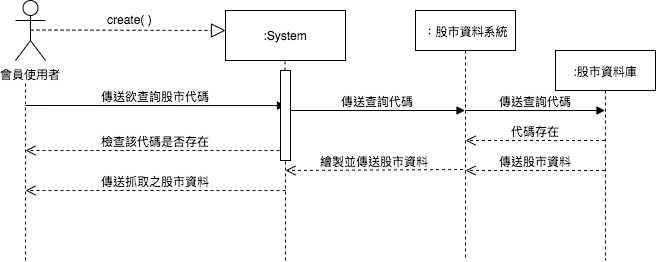 create( )
:System
：股市資料系統
:股市資料庫
會員使用者
傳送欲查詢股市代碼
傳送查詢代碼
傳送查詢代碼
代碼存在
檢查該代碼是否存在
繪製並傳送股市資料
傳送股市資料
傳送抓取之股市資料